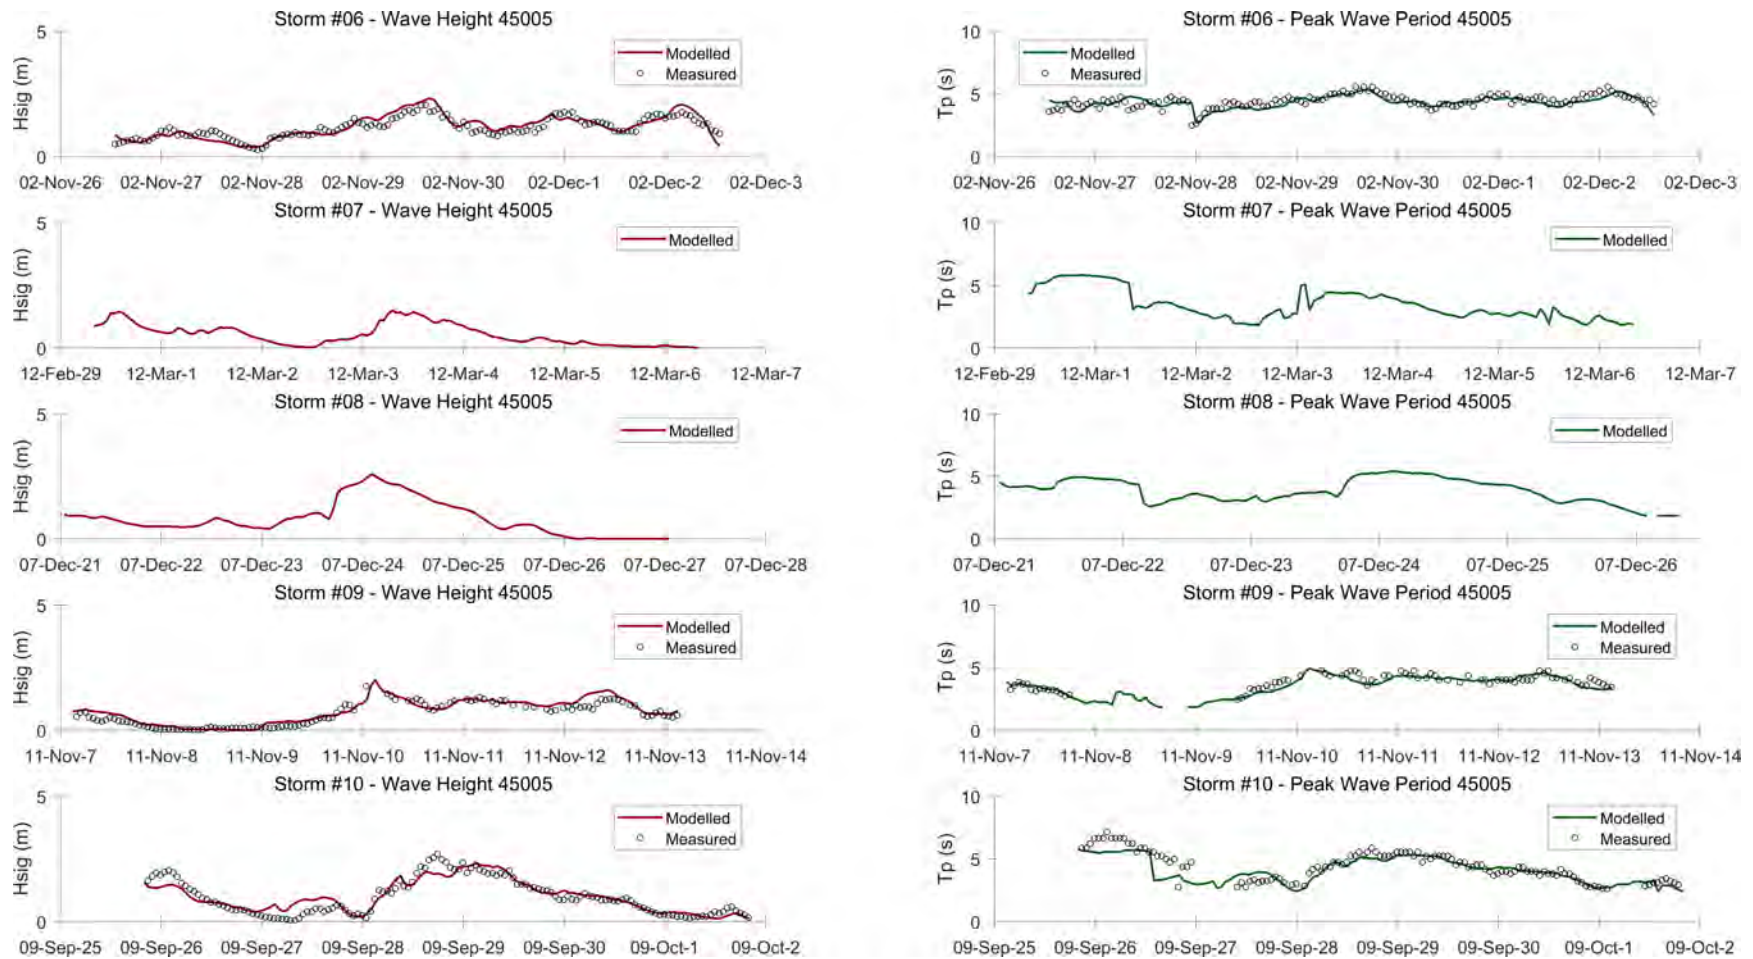 Storm #06 - Wave Height 45005
5
Hsig (m)
Modelled
Measured
0
02-Nov-26 02-Nov-27 02-Nov-28 02-Nov-29 02-Nov-30 02-Dec-1 02-Dec-2 02-Dec-3
Storm #06 - Peak Wave Period 45005
10
Tp (s)
5
Modelled
Measured
0
02-Nov-26 02-Nov-27 02-Nov-28 02-Nov-29 02-Nov-30 02-Dec-1 02-Dec-2 02-Dec-3
Storm #07 - Wave Height 45005
5
Hsig (m)
Modelled
0
12-Feb-29 12-Mar-1 12-Mar-2 12-Mar-3 12-Mar-4 12-Mar-5 12-Mar-6 12-Mar-7
Storm #07 - Peak Wave Period 45005
10
Tp (s)
5
Modelled
0
12-Feb-29 12-Mar-1 12-Mar-2 12-Mar-3 12-Mar-4 12-Mar-5 12-Mar-6 12-Mar-7
Storm #08 - Wave Height 45005
5
Hsig (m)
Modelled
0
07-Dec-21 07-Dec-22 07-Dec-23 07-Dec-24 07-Dec-25 07-Dec-26 07-Dec-27 07-Dec-28
Storm #08 - Peak Wave Period 45005
10
Tp (s)
5
Modelled
0
07-Dec-21 07-Dec-22 07-Dec-23 07-Dec-24 07-Dec-25 07-Dec-26
Storm #09 - Wave Height 45005
5
Hsig (m)
Modelled
Measured
0
11-Nov-7 11-Nov-8 11-Nov-9 11-Nov-10 11-Nov-11 11-Nov-12 11-Nov-13 11-Nov-14
Storm #09 - Peak Wave Period 45005
10
Tp (s)
5
Modelled
Measured
0
11-Nov-7 11-Nov-8 11-Nov-9 11-Nov-10 11-Nov-11 11-Nov-12 11-Nov-13 11-Nov-14
Storm #10 - Wave Height 45005
5
Hsig (m)
Modelled
Measured
0
09-Sep-25 09-Sep-26 09-Sep-27 09-Sep-28 09-Sep-29 09-Sep-30 09-Oct-1 09-Oct-2
Storm #10 - Peak Wave Period 45005
10
Tp (s)
5
Modelled
Measured
0
09-Sep-25 09-Sep-26 09-Sep-27 09-Sep-28 09-Sep-29 09-Sep-30 09-Oct-1 09-Oct-2